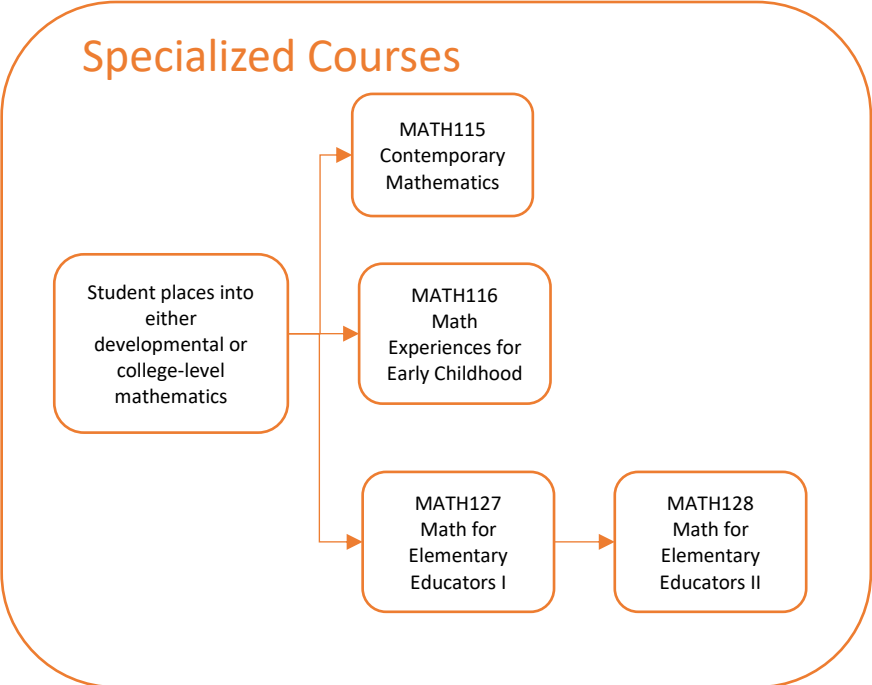 Specialized Courses
MATH115
Contemporary
Mathematics
Student places into
either
developmental or
college-level
mathematics
MATH116
Math
Experiences for
Early Childhood
MATH127
Math for
Elementary
Educators I
MATH128
Math for
Elementary
Educators II